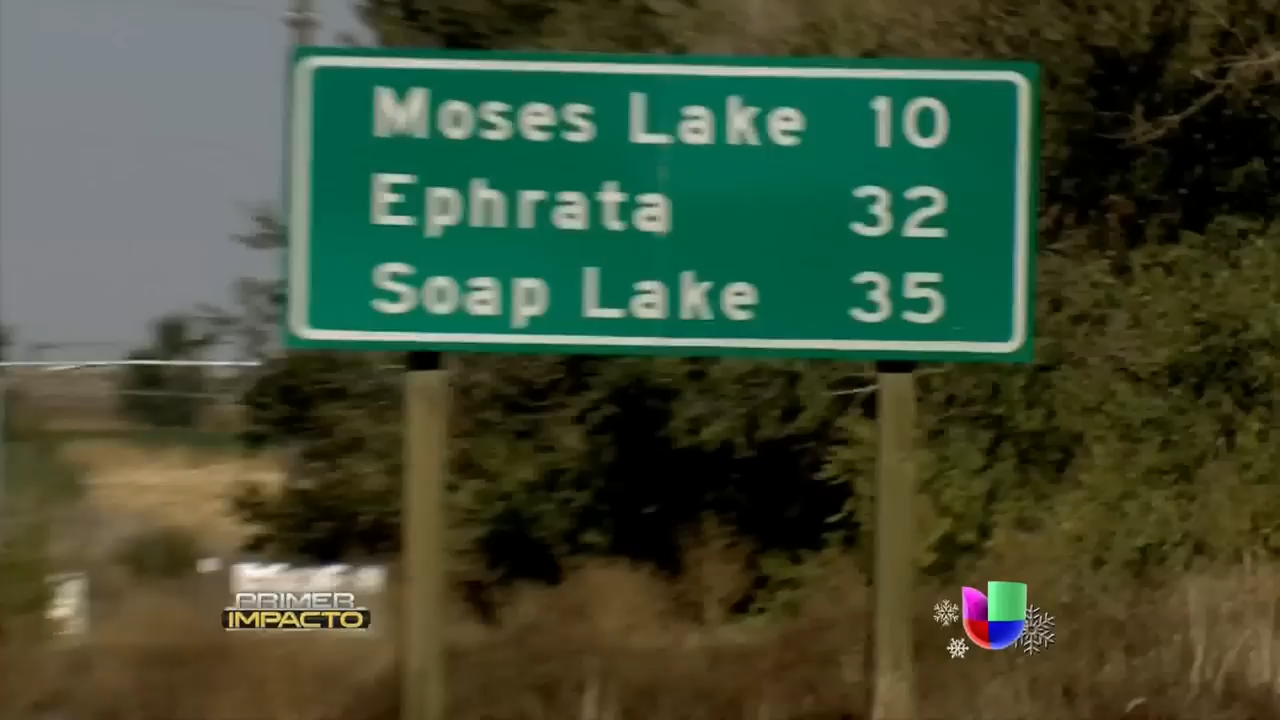 Moses Lake 10
Ephrata 32
Soap Lake 35
PRIMER
IMPACTO